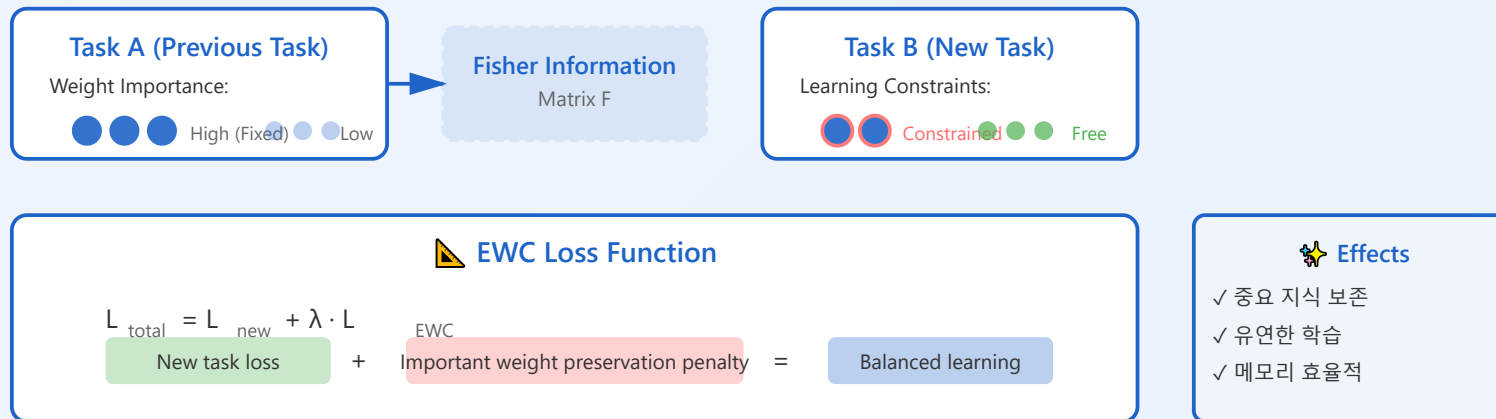 Task A (Previous Task)
Weight Importance:
High (Fixed)
Low
Fisher Information
Matrix F
Task B (New Task)
Learning Constraints:
Constrained
Free
📐 EWC Loss Function
L total = L new + λ · L EWC
New task loss + Important weight preservation penalty = Balanced learning
✨ Effects
✓ 중요 지식 보존
✓ 유연한 학습
✓ 메모리 효율적